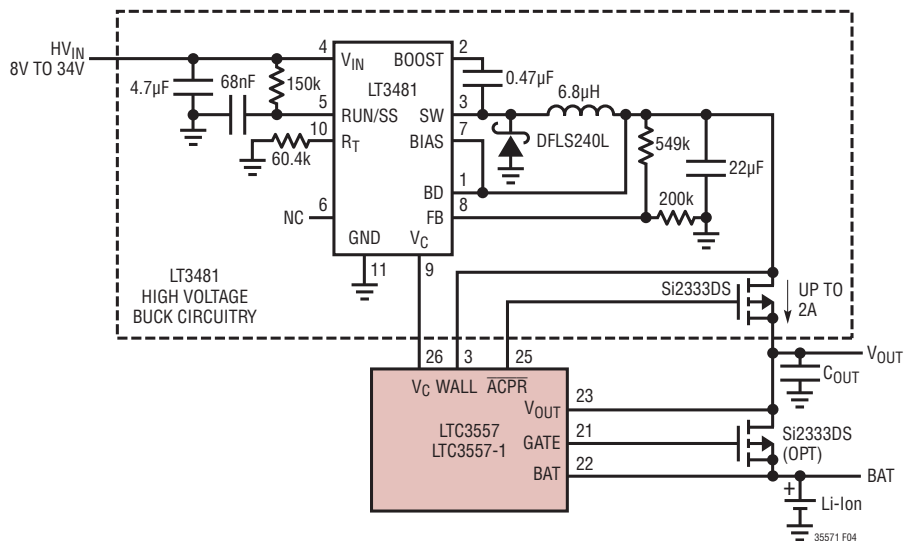 HVIN
8V TO 34V
4.7µF
68nF
150k
4
VIN
BOOST
2
LT3481
0.47µF
5
RUN/SS
SW
3
6.8µH
10
RT
60.4k
BIAS
7
DFLS240L
549k
22µF
BD
1
6
NC
FB
8
200k
GND
VC
11
9
LT3481
HIGH VOLTAGE
BUCK CIRCUITRY
Si2333DS
UP TO
2A
26
3
25
VC WALL ACPR
VOUT
23
VOUT
COUT
LTC3557
LTC3557-1
GATE
21
Si2333DS
(OPT)
BAT
22
BAT
+
Li-Ion
35571 F04